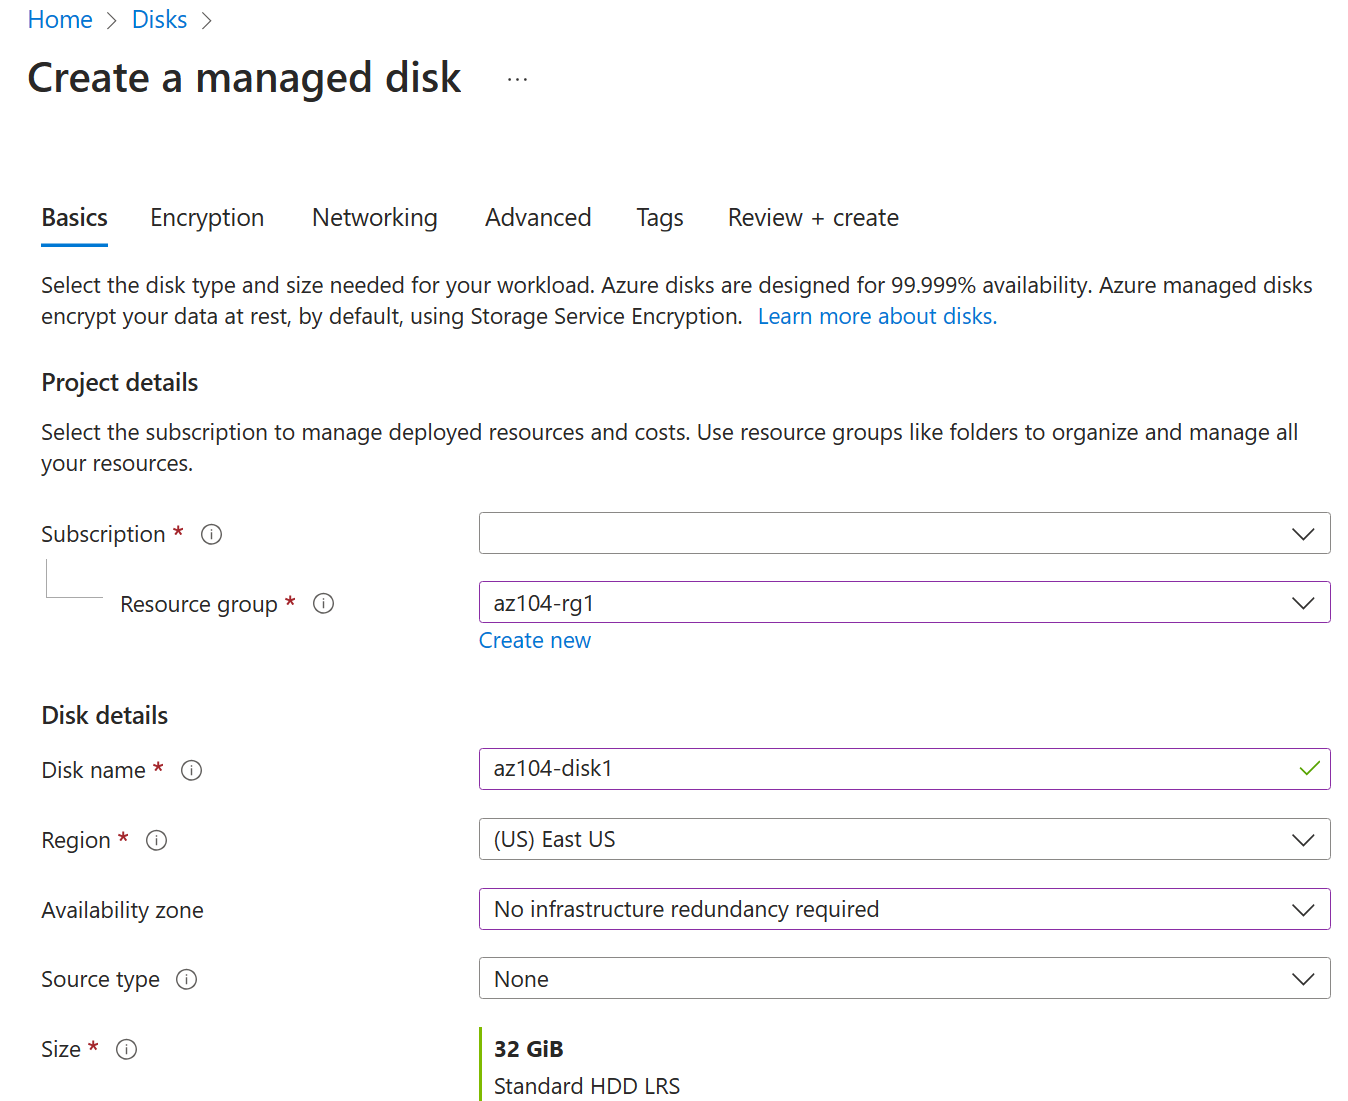 Home > Disks >
Create a managed disk ...
Basics Encryption Networking Advanced Tags Review + create
Select the disk type and size needed for your workload. Azure disks are designed for 99.999% availability. Azure managed disks
encrypt your data at rest, by default, using Storage Service Encryption. Learn more about disks.
Project details
Select the subscription to manage deployed resources and costs. Use resource groups like folders to organize and manage all
your resources.
Subscription *
Resource group * az104-rg1
Create new
Disk details
Disk name * az104-disk1
Region * (US) East US
Availability zone No infrastructure redundancy required
Source type None
Size * 32 GiB
Standard HDD LRS